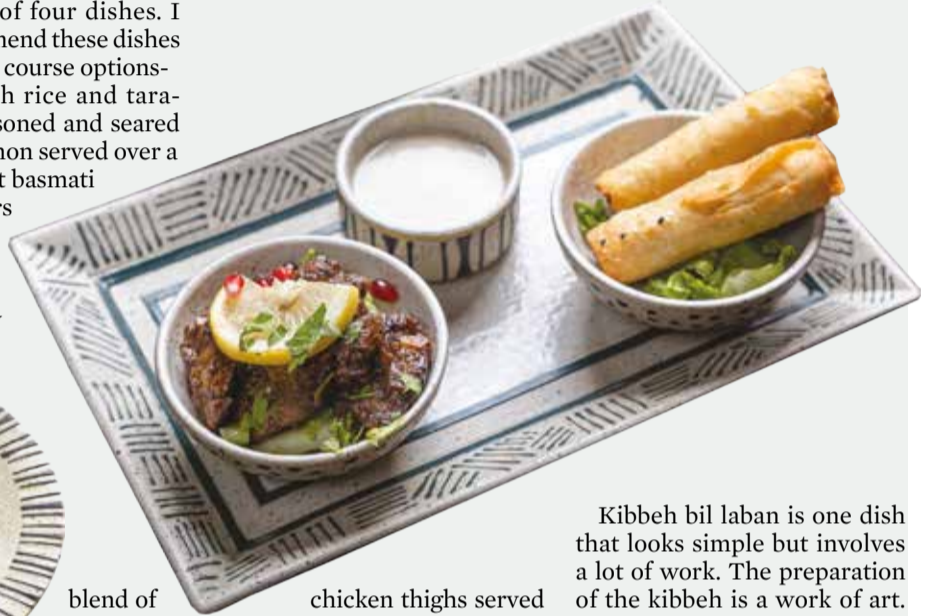 of four dishes. I
mend these dishes
course options-
h rice and tara-
soned and seared
mon served over a
t basmati
rs
blend of
chicken thighs served
Kibbeh bil laban is one dish
that looks simple but involves
a lot of work. The preparation
of the kibbeh is a work of art.